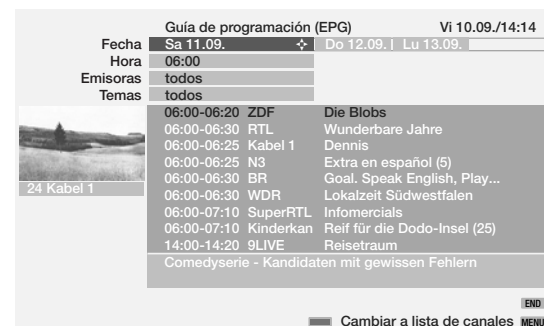 Guía de programación (EPG) Vi 10.09./14:14
Fecha Sa 11.09. Do 12.09. | Lu 13.09.
Hora 06:00
Emisoras todos
Temas todos
06:00-06:20 ZDF Die Blobs
06:00-06:30 RTL Wunderbare Jahre
06:00-06:25 Kabel 1 Dennis
06:00-06:25 N3 Extra en español (5)
06:00-06:30 BR Goal. Speak English, Play...
06:00-06:30 WDR Lokalzeit Südwestfalen
06:00-07:10 SuperRTL Infomercials
06:00-07:10 Kinderkan Reif für die Dodo-Insel (25)
14:00-14:20 9LIVE Reisetraum
24 Kabel 1
Comedyserie - Kandidaten mit gewissen Fehlern
END
Cambiar a lista de canales MENU